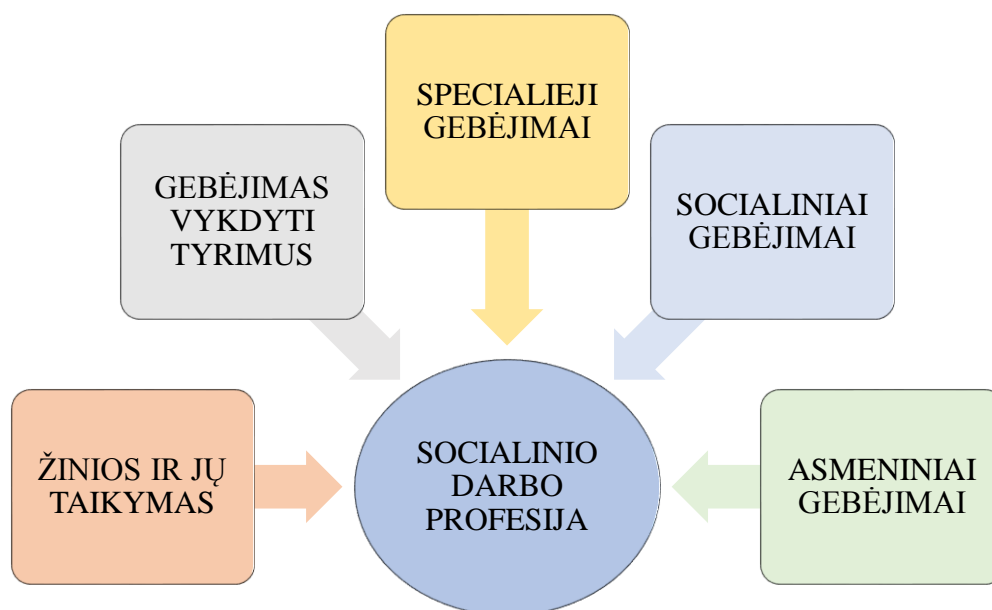 SPECIALIEJI
GEBĖJIMAI
GEBĖJIMAS
VYKDYTI
TYRIMUS
SOCIALINIAI
GEBĖJIMAI
ŽINIOS IR JŲ
TAIKYMAS
SOCIALINIO
DARBO
PROFESIJA
ASMENINIAI
GEBĖJIMAI